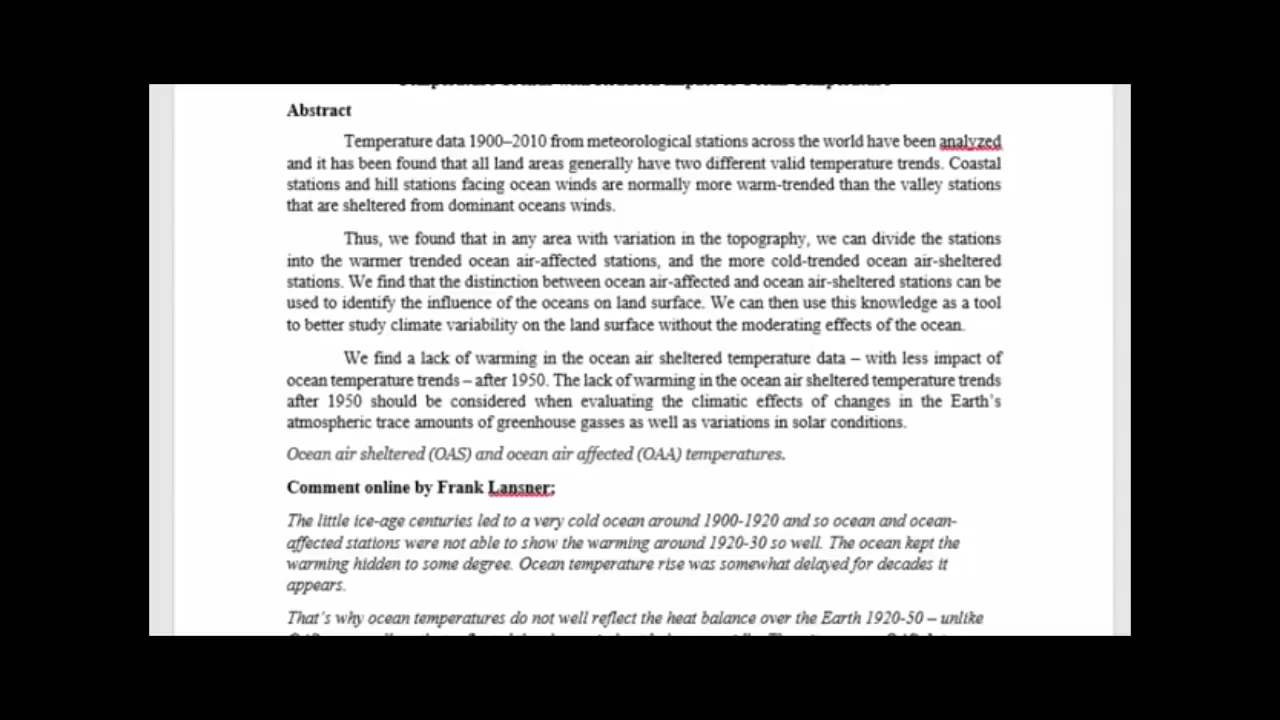 Abstract
Temperature data 1900–2010 from meteorological stations across the world have been analyzed
and it has been found that all land areas generally have two different valid temperature trends. Coastal
stations and hill stations facing ocean winds are normally more warm-trended than the valley stations
that are sheltered from dominant oceans winds.
Thus, we found that in any area with variation in the topography, we can divide the stations
into the warmer trended ocean air-affected stations, and the more cold-trended ocean air-sheltered
stations. We find that the distinction between ocean air-affected and ocean air-sheltered stations can be
used to identify the influence of the oceans on land surface. We can then use this knowledge as a tool
to better study climate variability on the land surface without the moderating effects of the ocean.
We find a lack of warming in the ocean air sheltered temperature data – with less impact of
ocean temperature trends – after 1950. The lack of warming in the ocean air sheltered temperature trends
after 1950 should be considered when evaluating the climatic effects of changes in the Earth's
atmospheric trace amounts of greenhouse gasses as well as variations in solar conditions.
Ocean air sheltered (OAS) and ocean air affected (OAA) temperatures.
Comment online by Frank Lansner:
The little ice-age centuries led to a very cold ocean around 1900-1920 and so ocean and ocean-
affected stations were not able to show the warming around 1920-30 so well. The ocean kept the
warming hidden to some degree. Ocean temperature rise was somewhat delayed for decades it
appears.
That's why ocean temperatures do not well reflect the heat balance over the Earth 1920-50 – unlike